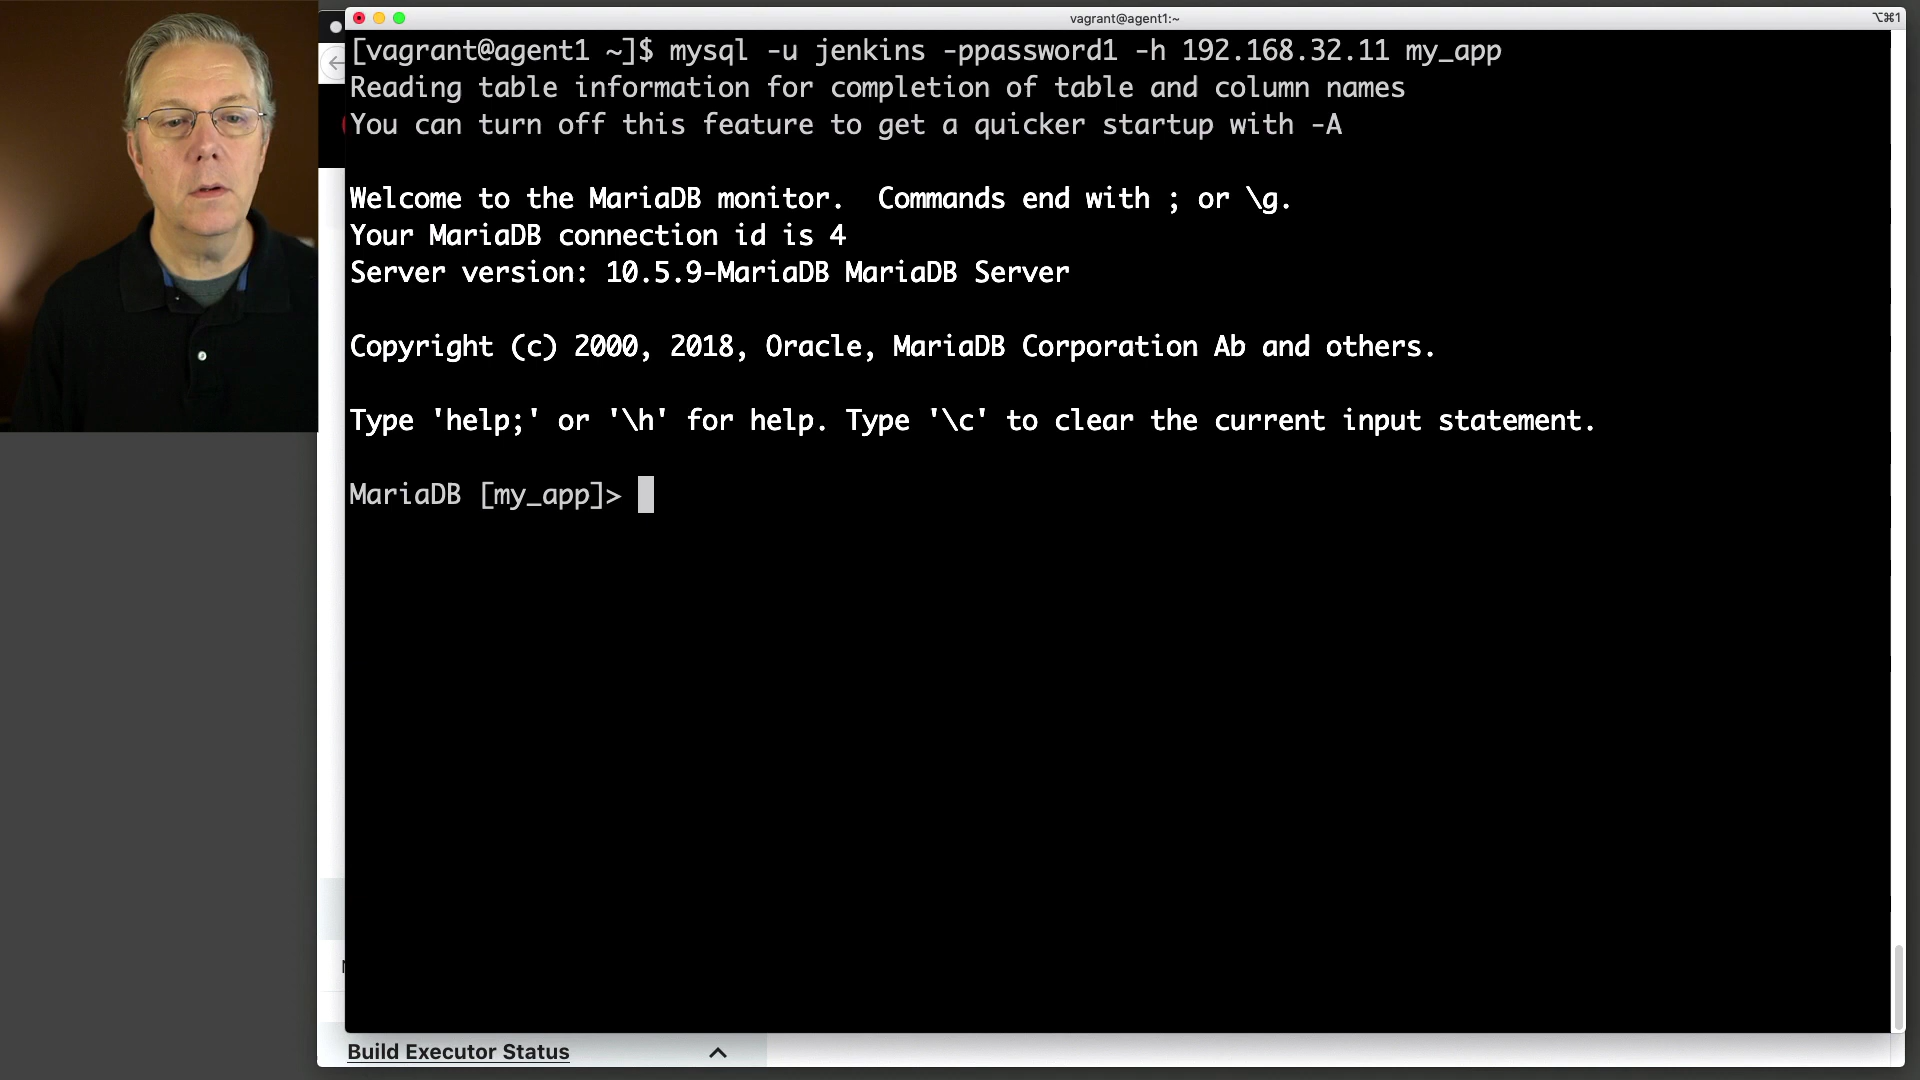 vagrant@agent1:~
⌥⌘1
[vagrant@agent1 ~]$ mysql -u jenkins -ppassword1 -h 192.168.32.11 my_app
Reading table information for completion of table and column names
You can turn off this feature to get a quicker startup with -A
Welcome to the MariaDB monitor.  Commands end with ; or \g.
Your MariaDB connection id is 4
Server version: 10.5.9-MariaDB MariaDB Server
Copyright (c) 2000, 2018, Oracle, MariaDB Corporation Ab and others.
Type 'help;' or '\h' for help. Type '\c' to clear the current input statement.
MariaDB [my_app]>
Build Executor Status